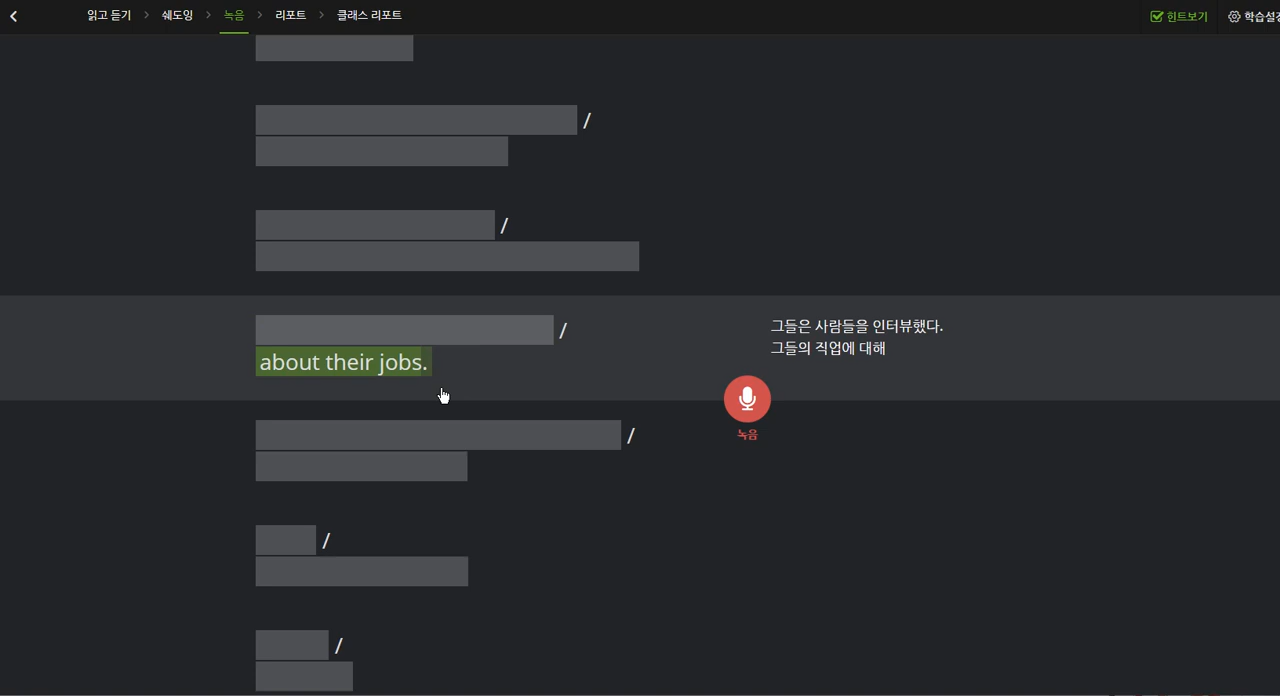 읽고 듣기 > 쉐도잉 > 녹음 > 리포트 > 클래스 리포트
힌트보기 학습설정
/
/
/
그들은 사람들을 인터뷰했다.
about their jobs.
그들의 직업에 대해
녹음
/
/
/